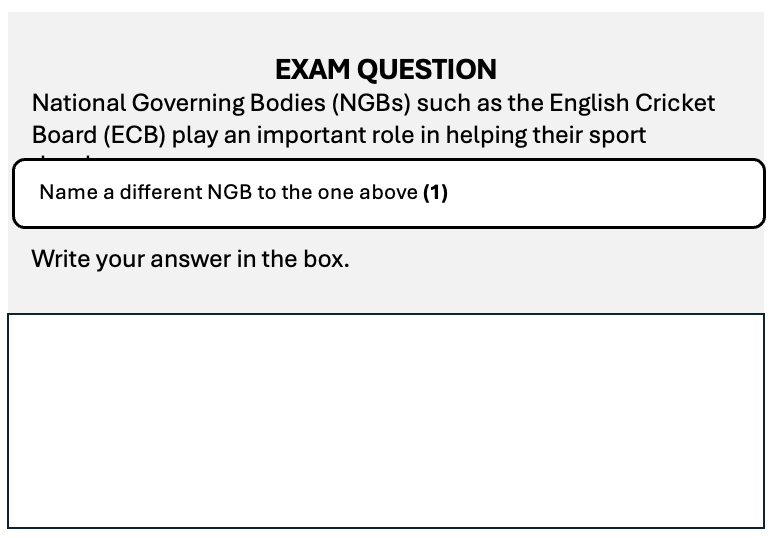 EXAM QUESTION
National Governing Bodies (NGBs) such as the English Cricket
Board (ECB) play an important role in helping their sport
Name a different NGB to the one above (1)
Write your answer in the box.